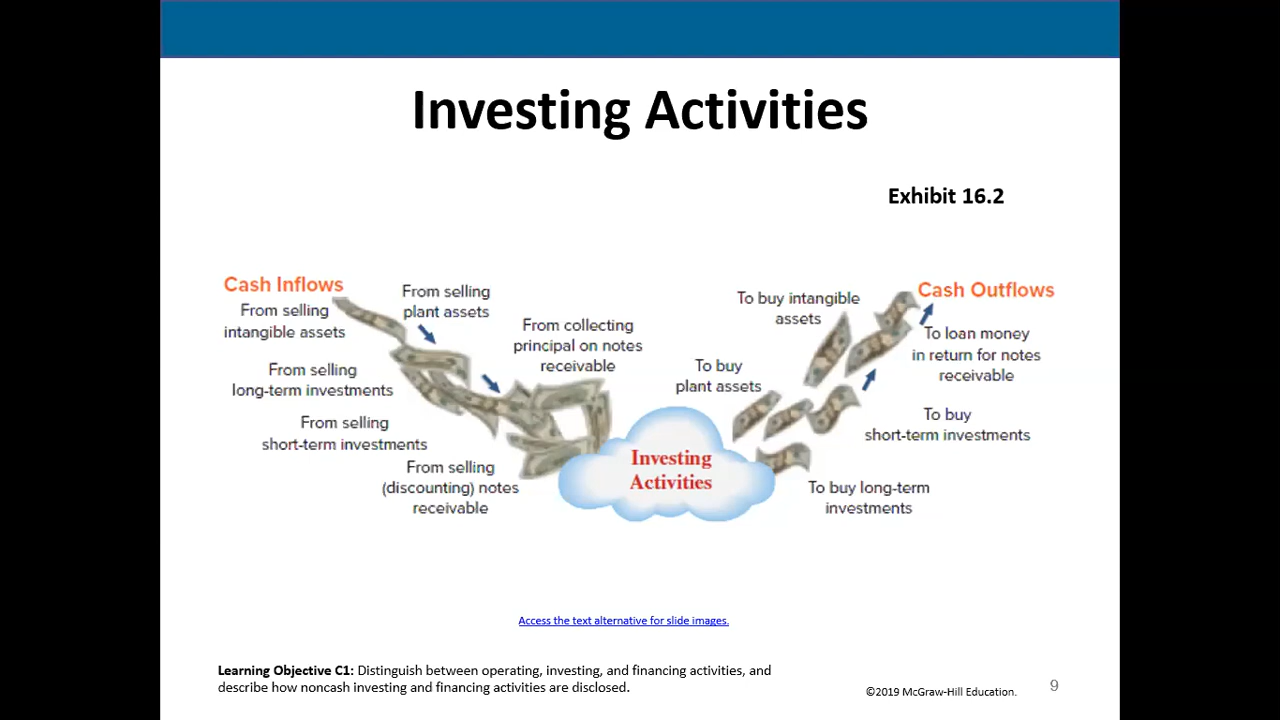 Investing Activities
Exhibit 16.2
Cash Inflows
From selling
intangible assets
From selling
plant assets
From collecting
principal on notes
receivable
From selling
long-term investments
From selling
short-term investments
From selling
(discounting) notes
receivable
Investing
Activities
Cash Outflows
To buy intangible
assets
To loan money
in return for notes
receivable
To buy
plant assets
To buy
short-term investments
To buy long-term
investments
Access the text alternative for slide images.
Learning Objective C1: Distinguish between operating, investing, and financing activities, and
describe how noncash investing and financing activities are disclosed.
©2019 McGraw-Hill Education.
9